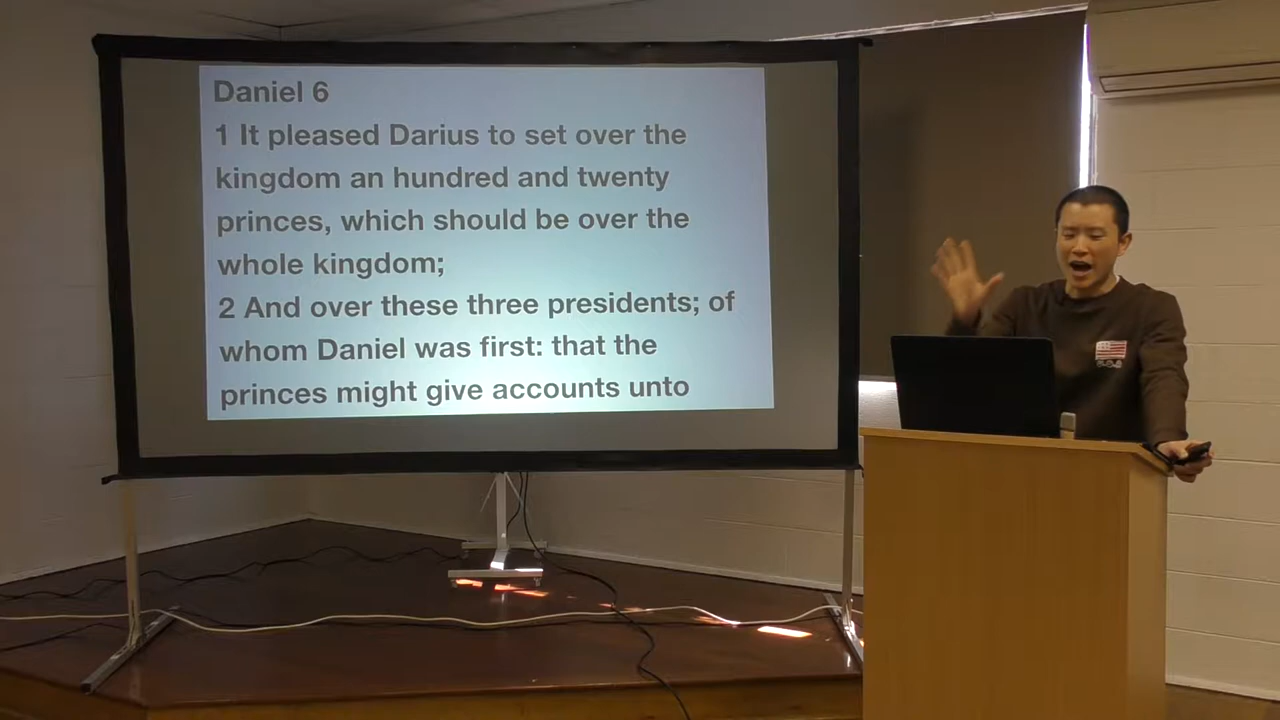 Daniel 6
1 It pleased Darius to set over the
kingdom an hundred and twenty
princes, which should be over the
whole kingdom;
2 And over these three presidents; of
whom Daniel was first: that the
princes might give accounts unto